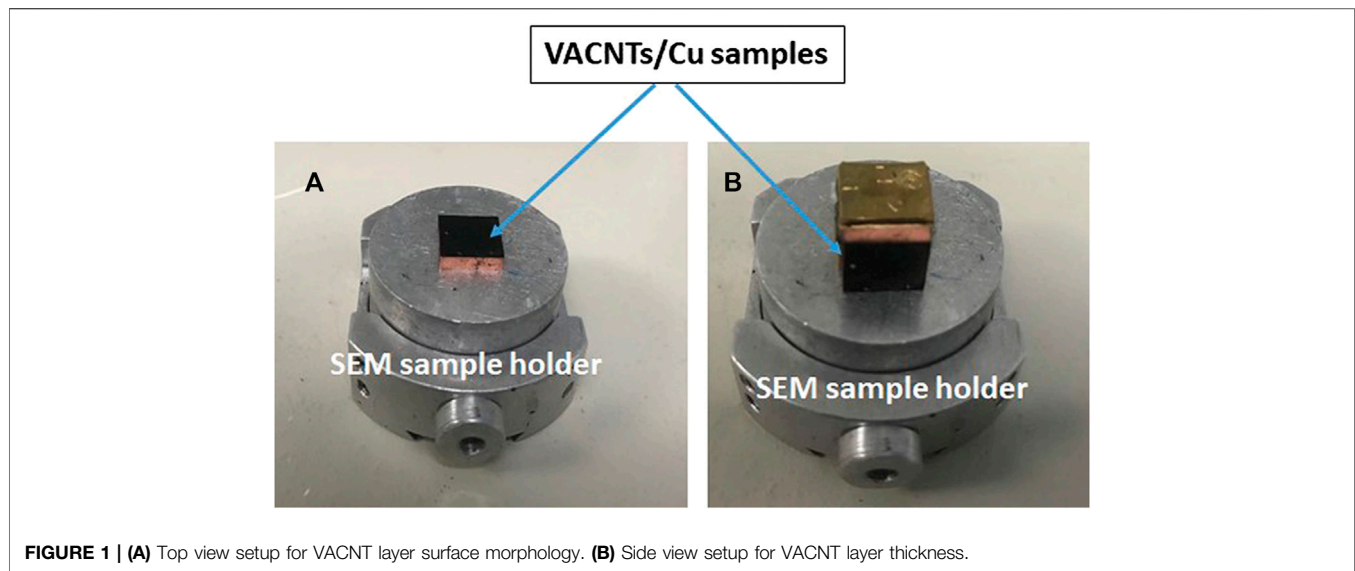 VACNTs/Cu samples
A
B
SEM sample holder
SEM sample holder
FIGURE 1 | (A) Top view setup for VACNT layer surface morphology. (B) Side view setup for VACNT layer thickness.